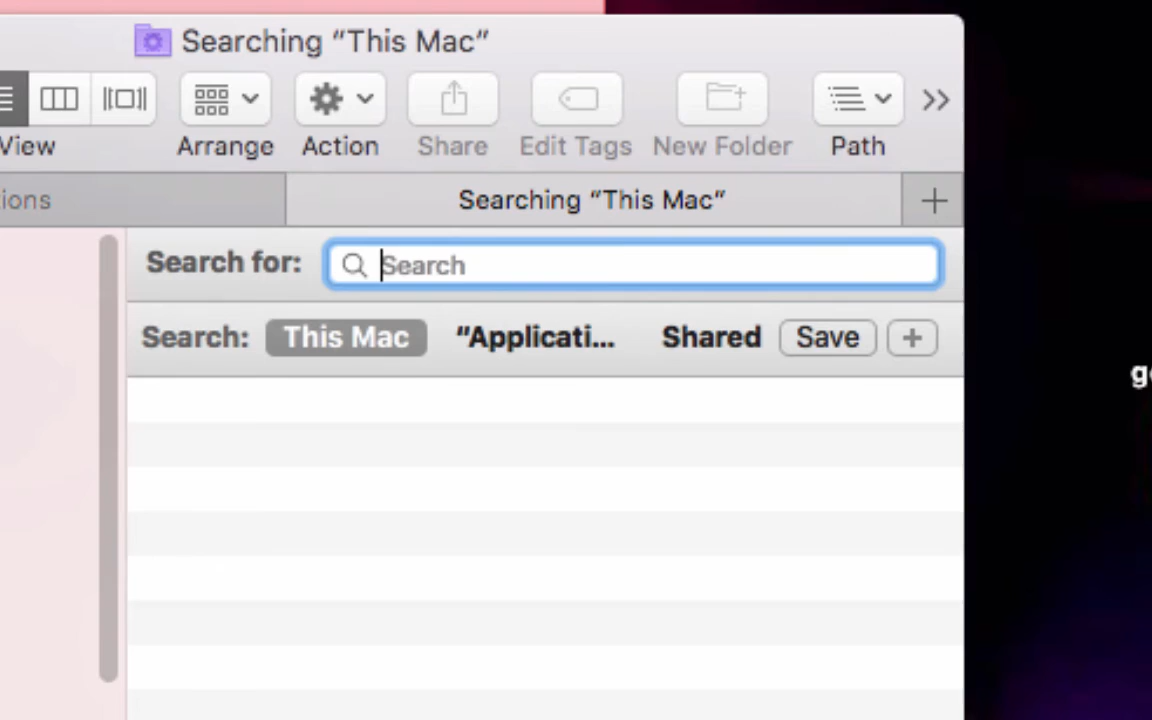 Searching “This Mac”
View Arrange Action Share Edit Tags New Folder Path
Searching “This Mac”
Search for: Search
Search: This Mac “Applicati... Shared Save